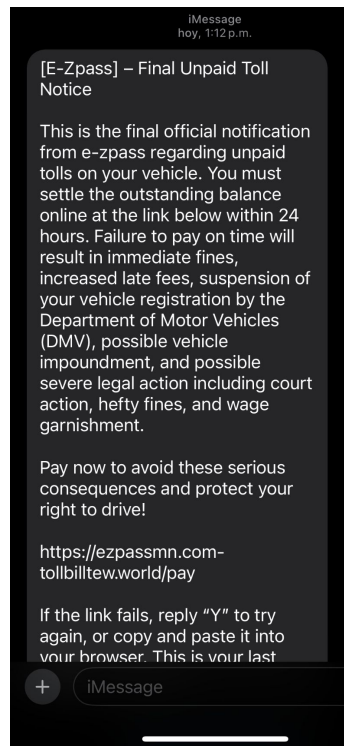 iMessage
hoy, 1:12 p.m.
[E-Zpass] – Final Unpaid Toll
Notice
This is the final official notification
from e-zpass regarding unpaid
tolls on your vehicle. You must
settle the outstanding balance
online at the link below within 24
hours. Failure to pay on time will
result in immediate fines,
increased late fees, suspension of
your vehicle registration by the
Department of Motor Vehicles
(DMV), possible vehicle
impoundment, and possible
severe legal action including court
action, hefty fines, and wage
garnishment.
Pay now to avoid these serious
consequences and protect your
right to drive!
https://ezpassmn.com-
tollbilltew.world/pay
If the link fails, reply “Y” to try
again, or copy and paste it into
your browser. This is your last
iMessage